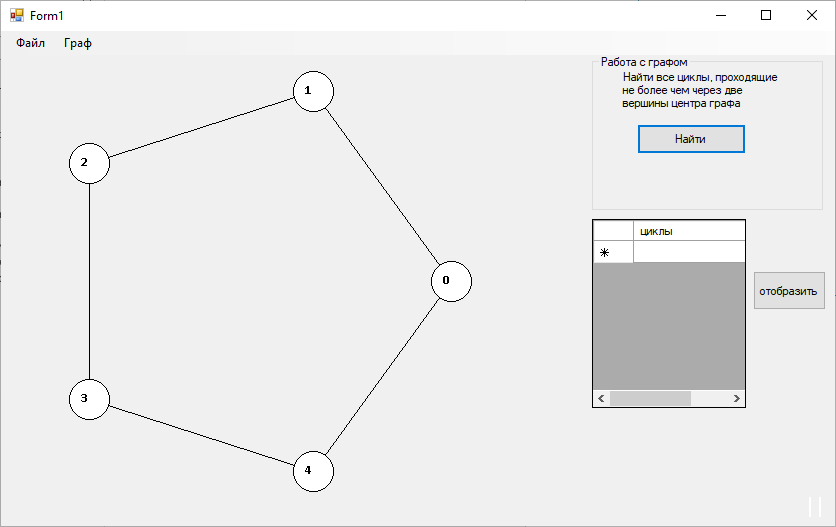 Form1
Файл Граф
Работа с графом
Найти все циклы, проходящие
не более чем через две
вершины центра графа
Найти
циклы
отобразить
1
2
0
3
4